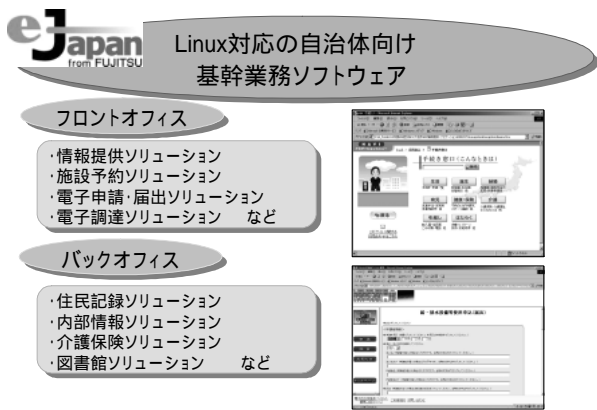 eJapan
from FUJITSU
Linux対応の自治体向け
基幹業務ソフトウェア
フロントオフィス
・情報提供ソリューション
・施設予約ソリューション
・電子申請・届出ソリューション
・電子調達ソリューション　など
手続き窓口(こんなときは)
バックオフィス
・住民記録ソリューション
・内部情報ソリューション
・介護保険ソリューション
・図書館ソリューション　など